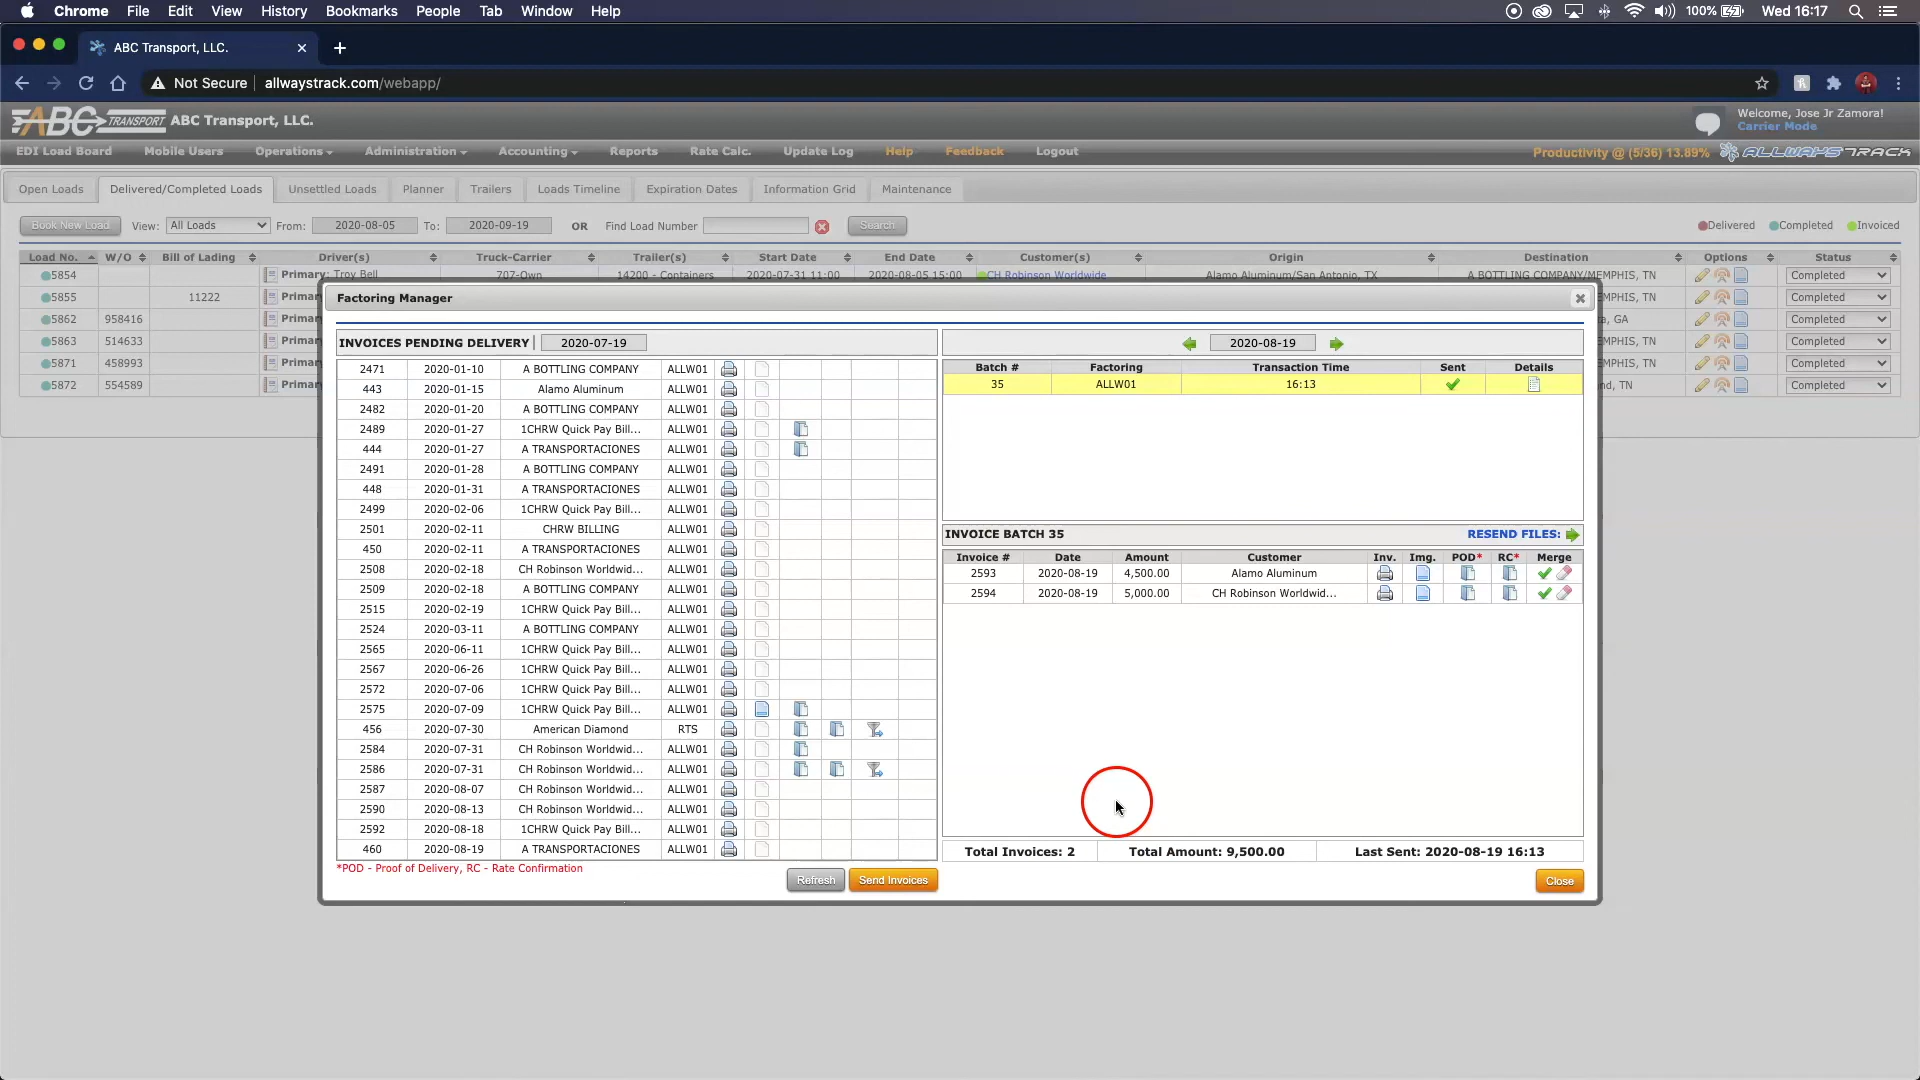 Chrome File Edit View History Bookmarks People Tab Window Help 100% Wed 16:17
ABC Transport, LLC.
Not Secure allwaystrack.com/webapp/
ABC TRANSPORT ABC Transport, LLC. Welcome, Jose Jr Zamora!
Carrier Mode
EDI Load Board Mobile Users Operations Administration Accounting Reports Rate Calc. Update Log Help Feedback Logout Productivity @ (5/36) 13.89% ALLWAYSTRACK
Open Loads Delivered/Completed Loads Unsettled Loads Planner Trailers Loads Timeline Expiration Dates Information Grid Maintenance
Book New Load View: All Loads From: 2020-08-05 To: 2020-09-19 OR Find Load Number Search Delivered Completed Invoiced
Load No. W/O Bill of Lading Driver(s) Truck-Carrier Trailer(s) Start Date End Date Customer(s) Origin Destination Options Status
5854 Primary: Troy Bell 707-Own 14200 - Containers 2020-07-31 11:00 2020-08-05 15:00 CH Robinson Worldwide Alamo Aluminum/San Antonio, TX A BOTTLING COMPANY/MEMPHIS, TN Completed
5855 11222 Primar MPHIS, TN Completed
5862 958416 Primar a, GA Completed
5863 514633 Primar MPHIS, TN Completed
5871 458993 Primar MPHIS, TN Completed
5872 554589 Primar nd, TN Completed
Factoring Manager
INVOICES PENDING DELIVERY | 2020-07-19
2471 2020-01-10 A BOTTLING COMPANY ALLW01
443 2020-01-15 Alamo Aluminum ALLW01
2482 2020-01-20 A BOTTLING COMPANY ALLW01
2489 2020-01-27 1CHRW Quick Pay Bill... ALLW01
444 2020-01-27 A TRANSPORTACIONES ALLW01
2491 2020-01-28 A BOTTLING COMPANY ALLW01
448 2020-01-31 A TRANSPORTACIONES ALLW01
2499 2020-02-06 1CHRW Quick Pay Bill... ALLW01
2501 2020-02-11 CHRW BILLING ALLW01
450 2020-02-11 A TRANSPORTACIONES ALLW01
2508 2020-02-18 CH Robinson Worldwid... ALLW01
2509 2020-02-18 A BOTTLING COMPANY ALLW01
2515 2020-02-19 1CHRW Quick Pay Bill... ALLW01
2524 2020-03-11 A BOTTLING COMPANY ALLW01
2565 2020-06-11 1CHRW Quick Pay Bill... ALLW01
2567 2020-06-26 1CHRW Quick Pay Bill... ALLW01
2572 2020-07-06 1CHRW Quick Pay Bill... ALLW01
2575 2020-07-09 1CHRW Quick Pay Bill... ALLW01
456 2020-07-30 American Diamond RTS
2584 2020-07-31 CH Robinson Worldwid... ALLW01
2586 2020-07-31 CH Robinson Worldwid... ALLW01
2587 2020-08-07 CH Robinson Worldwid... ALLW01
2590 2020-08-13 CH Robinson Worldwid... ALLW01
2592 2020-08-18 1CHRW Quick Pay Bill... ALLW01
460 2020-08-19 A TRANSPORTACIONES ALLW01
*POD - Proof of Delivery, RC - Rate Confirmation
Refresh Send Invoices
2020-08-19
Batch # Factoring Transaction Time Sent Details
35 ALLW01 16:13
INVOICE BATCH 35 RESEND FILES:
Invoice # Date Amount Customer Inv. Img. POD* RC* Merge
2593 2020-08-19 4,500.00 Alamo Aluminum
2594 2020-08-19 5,000.00 CH Robinson Worldwid...
Total Invoices: 2 Total Amount: 9,500.00 Last Sent: 2020-08-19 16:13
Close